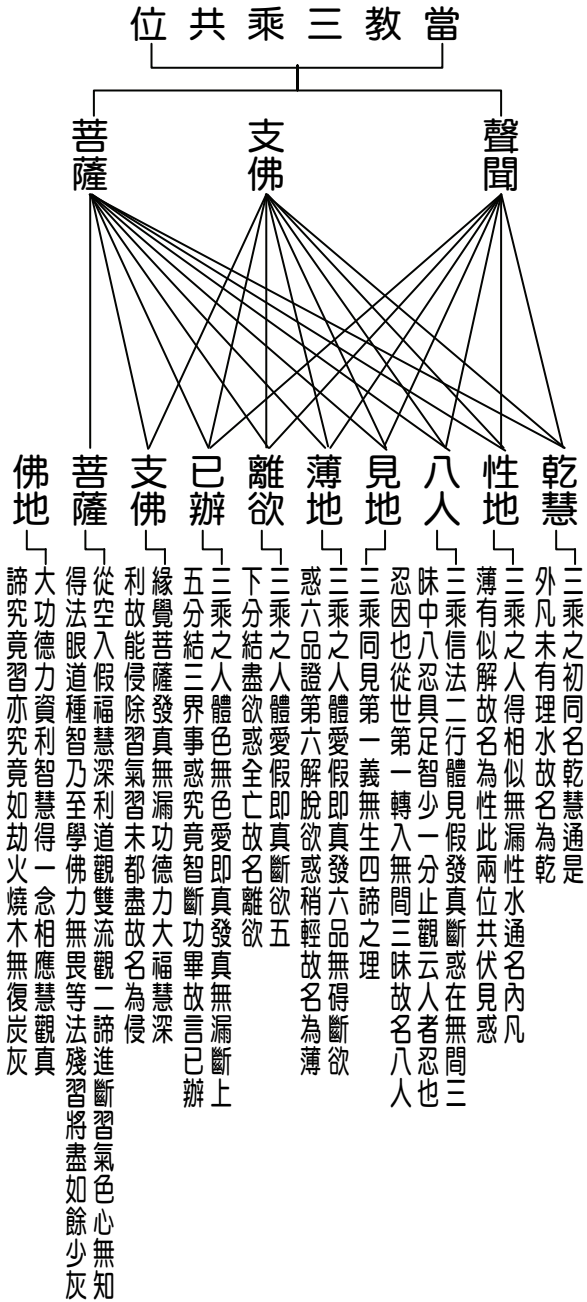 當教三乘共位
聲聞
支佛
菩薩
乾慧
三乘之初同名乾慧通是
外凡未有理水故名為乾
性地
三乘之人得相似無漏性水通名內凡
薄有似解故名為性此兩位共伏見惑
八人
三乘信法二行體見假發真斷惑在無間三
昧中八忍具足智少一分止觀云人者忍也
忍因也從世第一轉入無間三昧故名八人
見地
三乘同見第一義無生四諦之理
薄地
三乘之人體愛假即真發六品無碍斷欲
惑六品證第六解脫欲惑稍輕故名為薄
離欲
三乘之人體愛假即真斷欲五
下分結盡欲惑全亡故名離欲
已辦
三乘之人體色無色愛即真發真無漏斷上
五分結三界事惑究竟智斷功畢故言已辦
支佛
緣覺菩薩發真無漏功德力大福慧深
利故能侵除習氣習未都盡故名為侵
菩薩
從空入假福慧深利道觀雙流觀二諦進斷習氣色心無知
得法眼道種智乃至學佛力無畏等法殘習將盡如餘少灰
佛地
大功德力資利智慧得一念相應慧觀真
諦究竟習亦究竟如劫火燒木無復炭灰